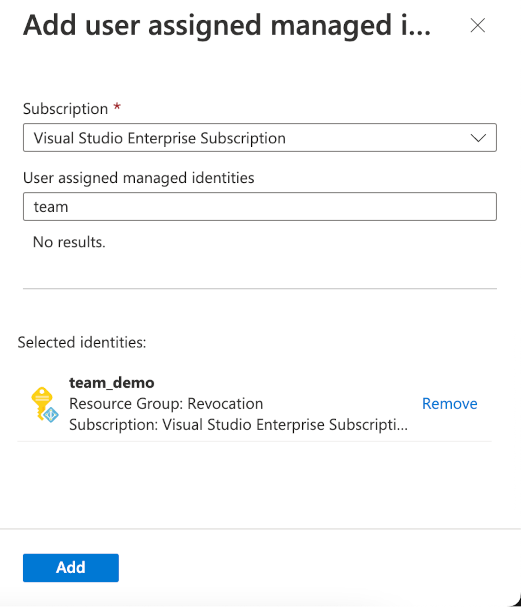 Add user assigned managed i...
Subscription *
Visual Studio Enterprise Subscription
User assigned managed identities
team
No results.
Selected identities:
team_demo
Resource Group: Revocation
Remove
Subscription: Visual Studio Enterprise Subscripti...
Add